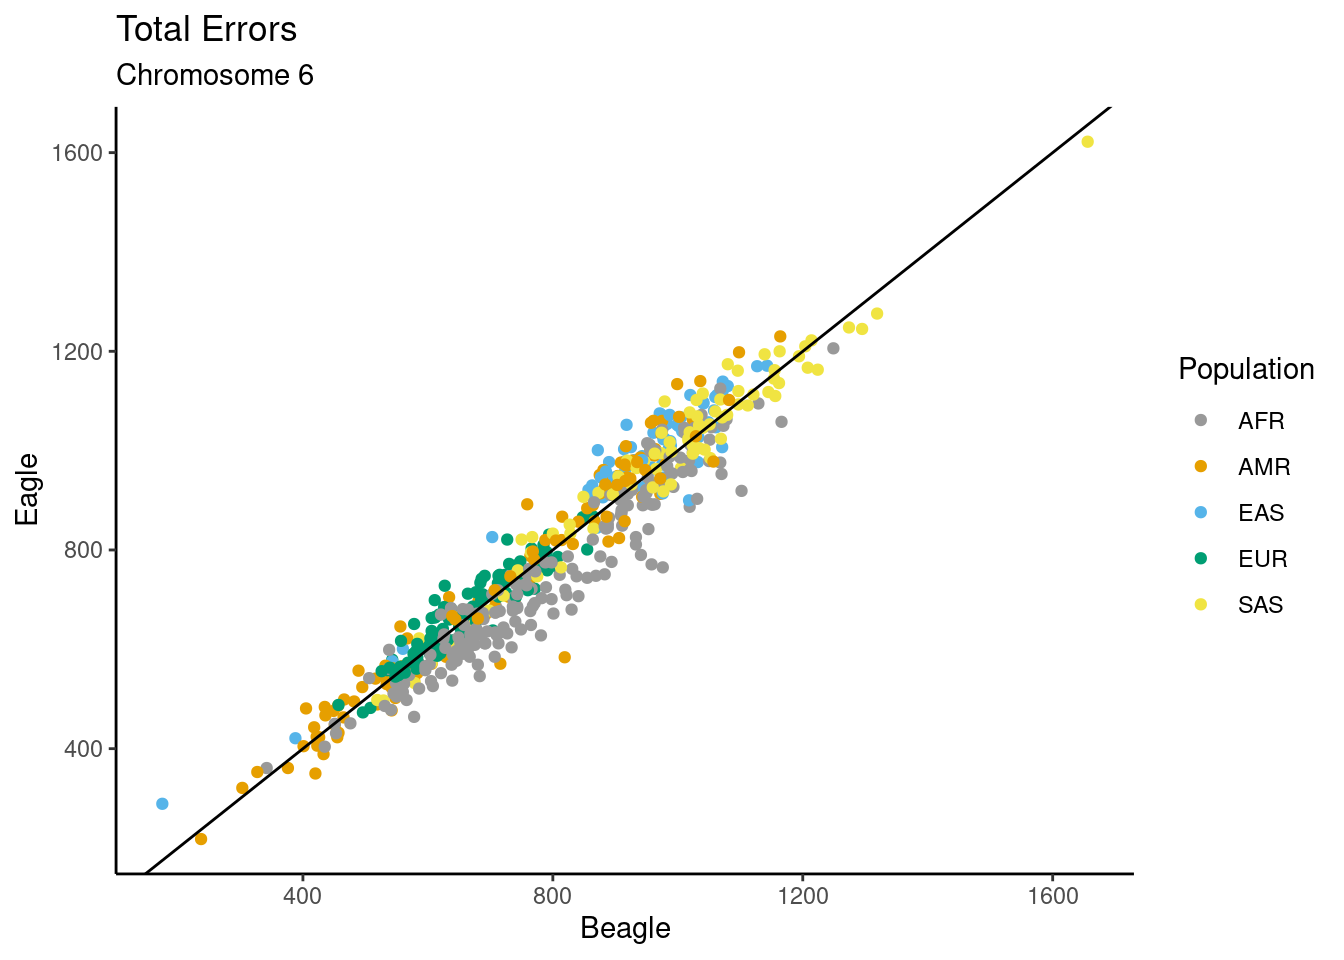 Total Errors
Chromosome 6
1600
1200
800
400
Eagle
400 800 1200 1600
Beagle
Population
AFR
AMR
EAS
EUR
SAS